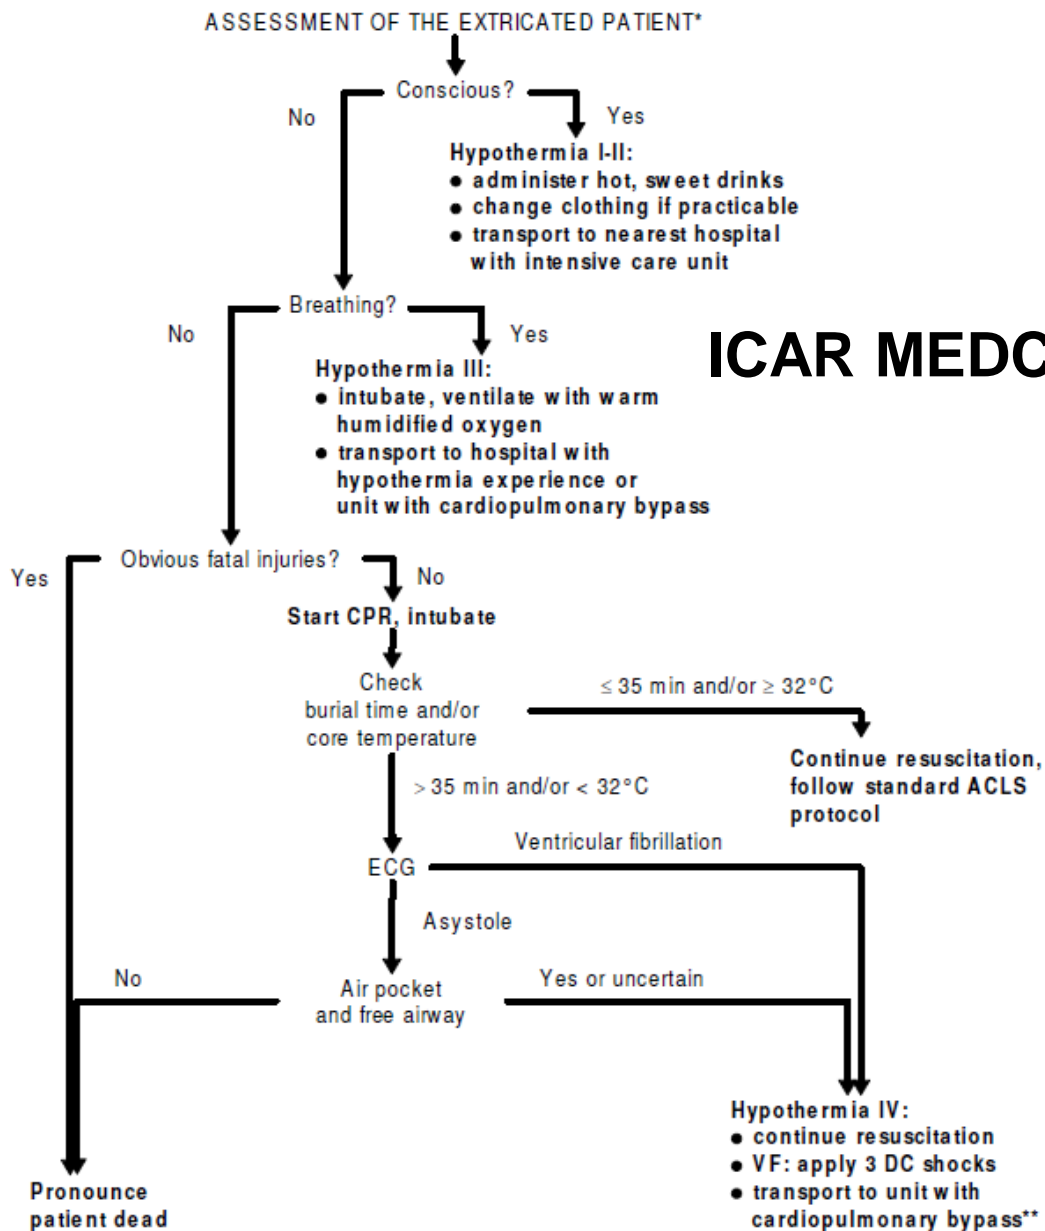 ASSESSMENT OF THE EXTRICATED PATIENT*
Conscious?
No
Yes
Hypothermia I-II:
● administer hot, sweet drinks
● change clothing if practicable
● transport to nearest hospital
with intensive care unit
Breathing?
No
Yes
ICAR MEDC
Hypothermia III:
● intubate, ventilate with warm
humidified oxygen
● transport to hospital with
hypothermia experience or
unit with cardiopulmonary bypass
Obvious fatal injuries?
Yes
No
Start CPR, intubate
Check
burial time and/or
core temperature
≤ 35 min and/or ≥ 32°C
Continue resuscitation,
follow standard ACLS
protocol
> 35 min and/or < 32°C
Ventricular fibrillation
ECG
Asystole
No
Air pocket
and free airway
Yes or uncertain
Hypothermia IV:
● continue resuscitation
● VF: apply 3 DC shocks
● transport to unit with
cardiopulmonary bypass**
Pronounce
patient dead